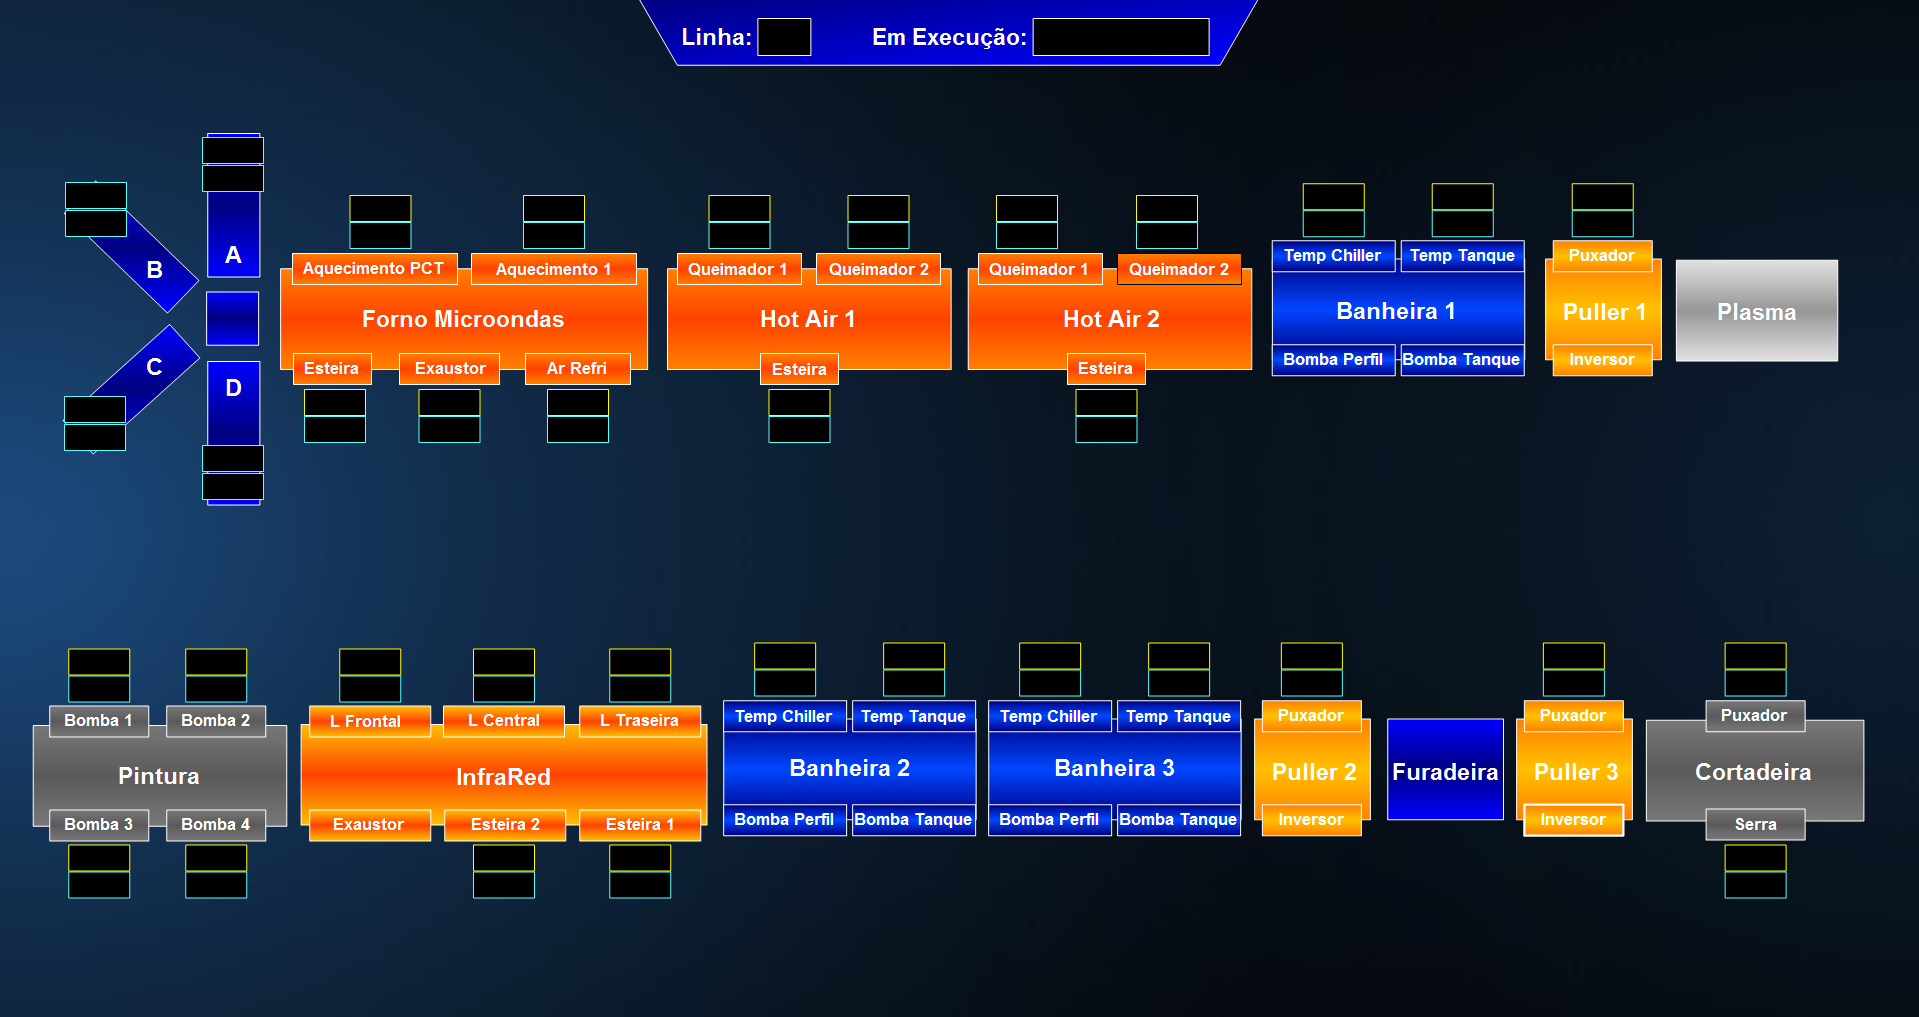 Linha:
Em Execução:
A
B
C
D
Aquecimento PCT
Aquecimento 1
Forno Microondas
Esteira
Exaustor
Ar Refri
Queimador 1
Queimador 2
Hot Air 1
Esteira
Queimador 1
Queimador 2
Hot Air 2
Esteira
Temp Chiller
Temp Tanque
Banheira 1
Bomba Perfil
Bomba Tanque
Puxador
Puller 1
Inversor
Plasma
Bomba 1
Bomba 2
Pintura
Bomba 3
Bomba 4
L Frontal
L Central
L Traseira
InfraRed
Exaustor
Esteira 2
Esteira 1
Temp Chiller
Temp Tanque
Banheira 2
Bomba Perfil
Bomba Tanque
Temp Chiller
Temp Tanque
Banheira 3
Bomba Perfil
Bomba Tanque
Puxador
Puller 2
Inversor
Furadeira
Puxador
Puller 3
Inversor
Puxador
Cortadeira
Serra